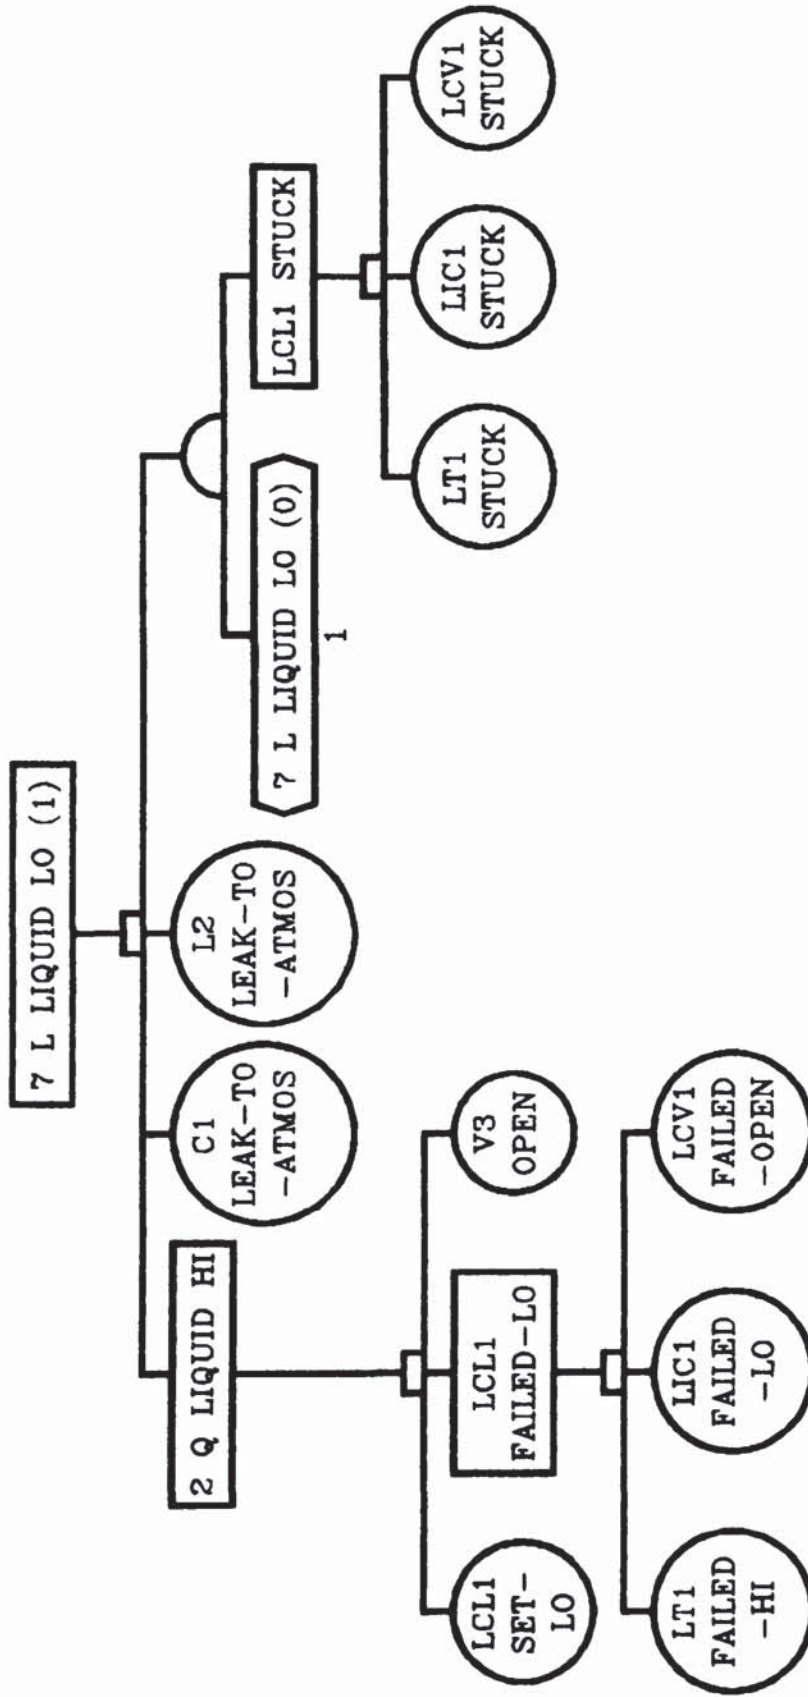 7 L LIQUID LO (1)
2 Q LIQUID HI
C1
LEAK-TO
-ATMOS
L2
LEAK-TO
-ATMOS
7 L LIQUID LO (0)
1
LCL1 STUCK
LCL1
SET-
LO
LCL1
FAILED-LO
V3
OPEN
LT1
STUCK
LIC1
STUCK
LCV1
STUCK
LT1
FAILED
-HI
LIC1
FAILED
-LO
LCV1
FAILED
-OPEN